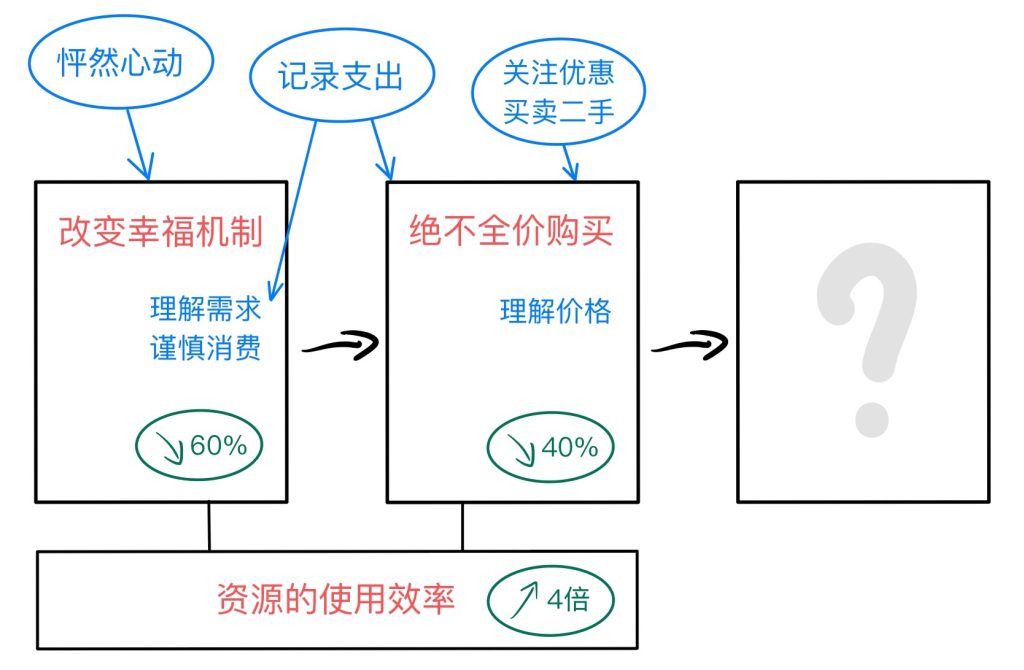 怦然心动
记录支出
关注优惠
买卖二手
改变幸福机制
理解需求
谨慎消费
60%
绝不全价购买
理解价格
40%
?
资源的使用效率
4倍